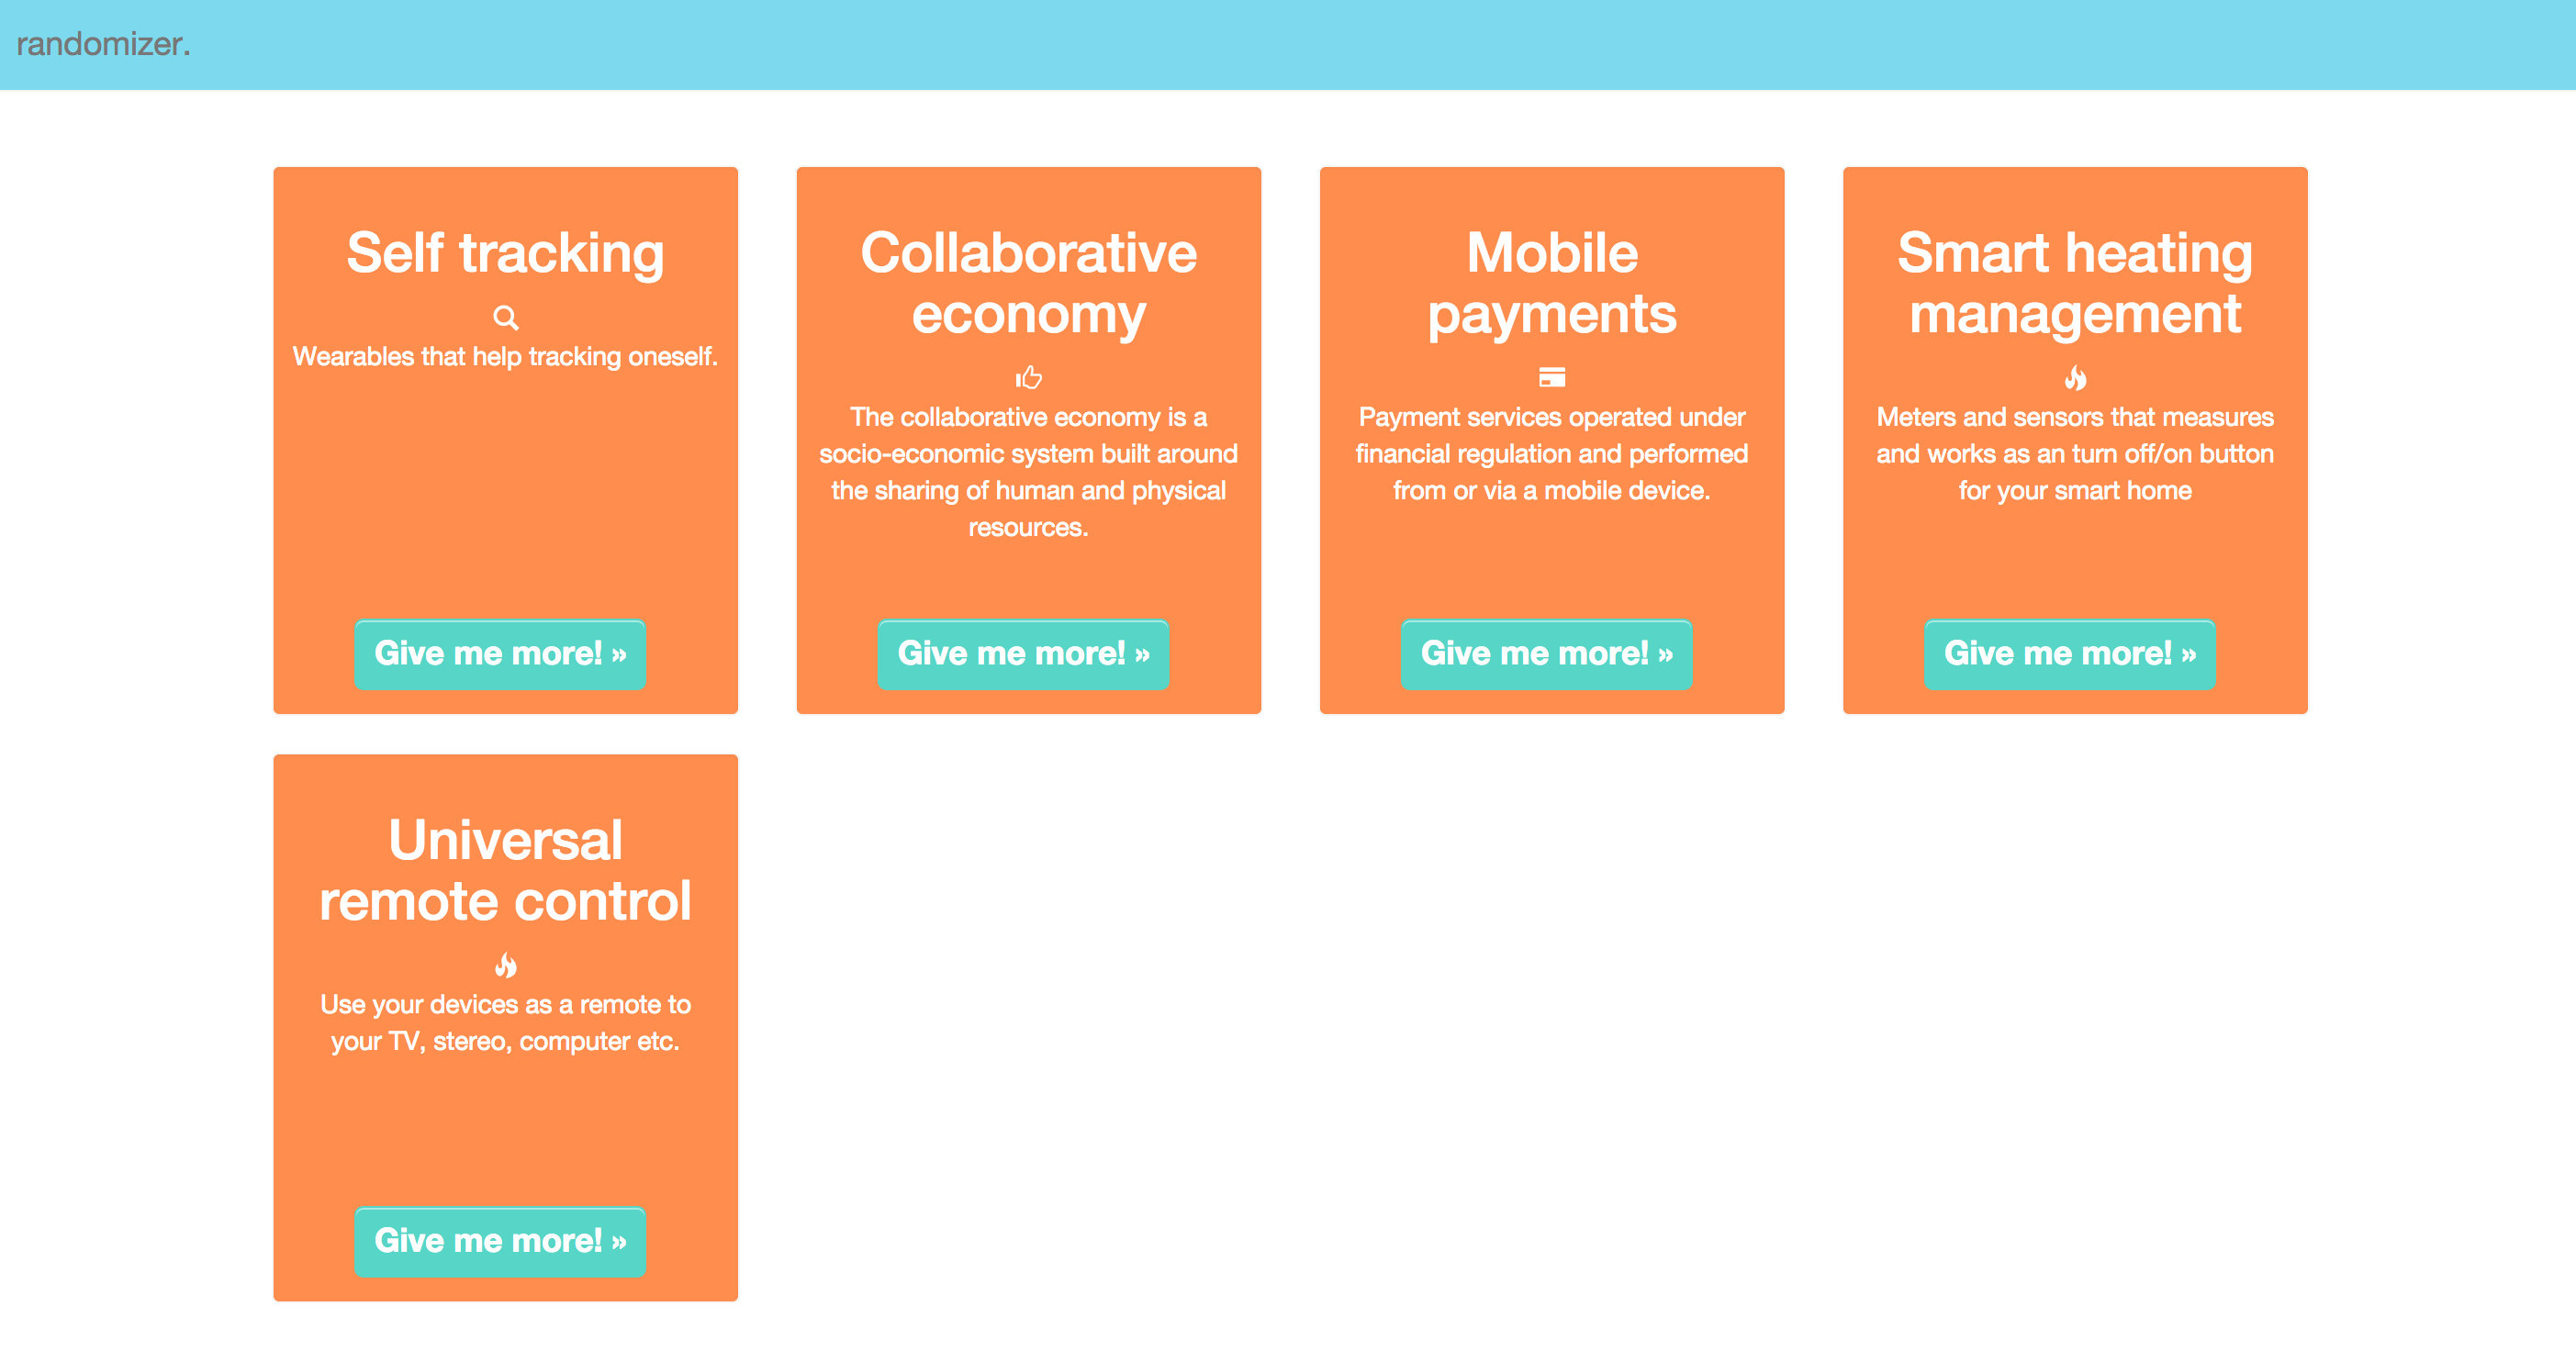 randomizer.
Self tracking
Wearables that help tracking oneself.
Give me more! »
Collaborative
economy
The collaborative economy is a
socio-economic system built around
the sharing of human and physical
resources.
Give me more! »
Mobile
payments
Payment services operated under
financial regulation and performed
from or via a mobile device.
Give me more! »
Smart heating
management
Meters and sensors that measures
and works as an turn off/on button
for your smart home
Give me more! »
Universal
remote control
Use your devices as a remote to
your TV, stereo, computer etc.
Give me more! »